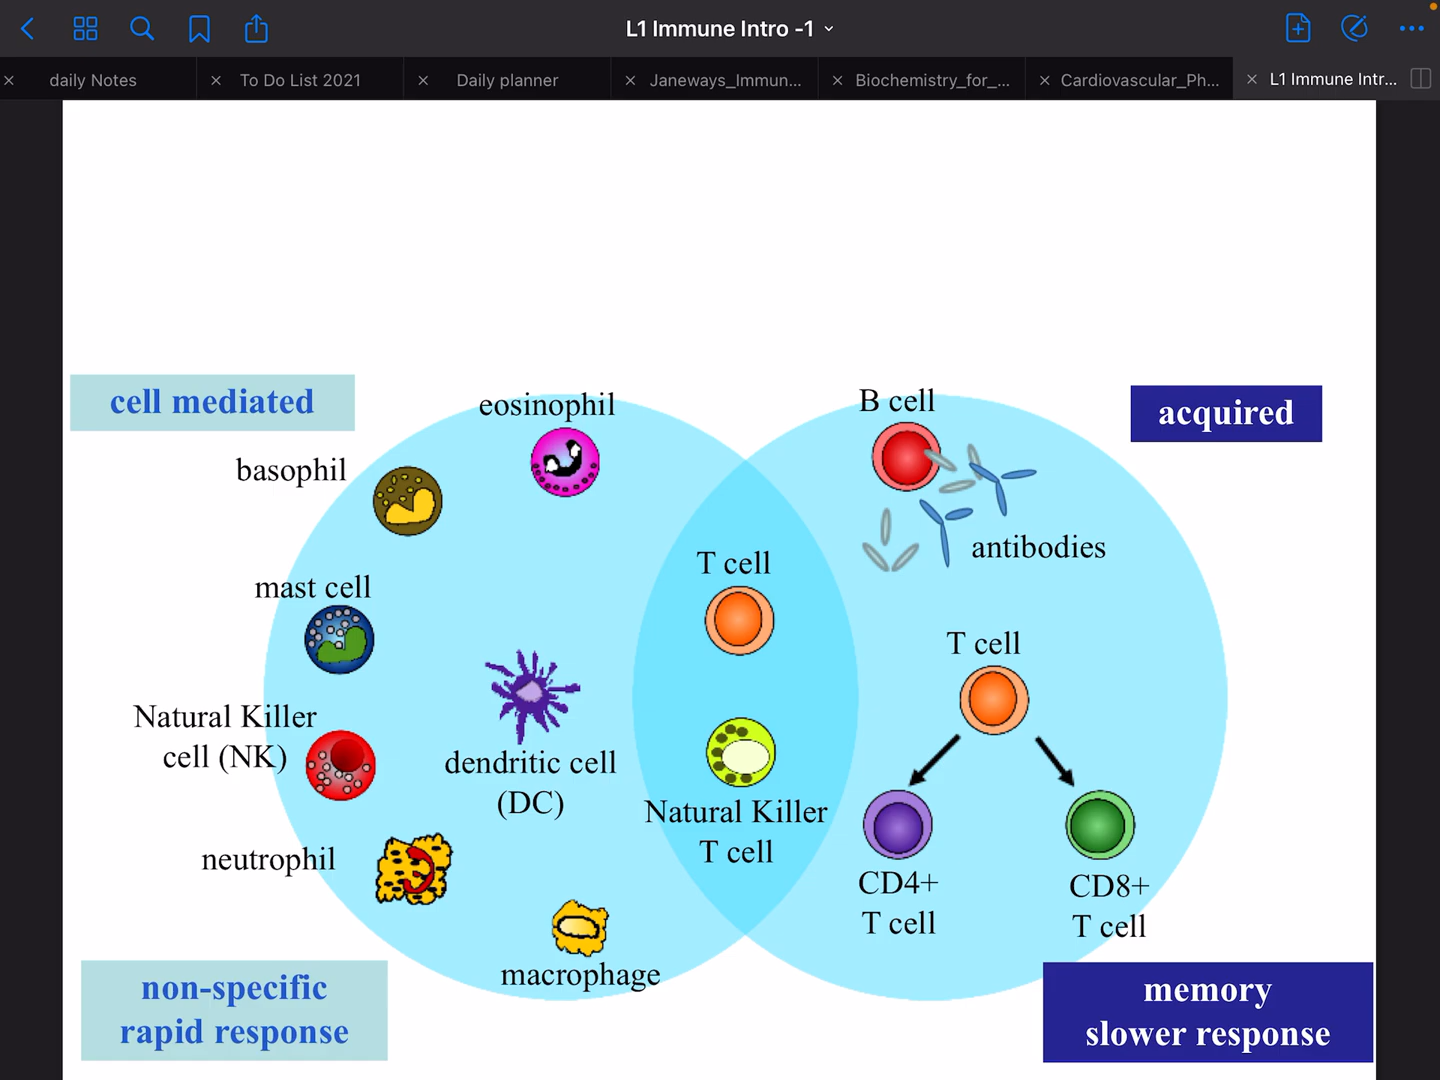 L1 Immune Intro -1
daily Notes
To Do List 2021
Daily planner
Janeways_Immun...
Biochemistry_for_...
Cardiovascular_Ph...
L1 Immune Intr...
cell mediated
eosinophil
B cell
acquired
basophil
antibodies
T cell
mast cell
T cell
Natural Killer
cell (NK)
dendritic cell
(DC)
Natural Killer
T cell
neutrophil
CD4+
T cell
CD8+
T cell
macrophage
non-specific
rapid response
memory
slower response